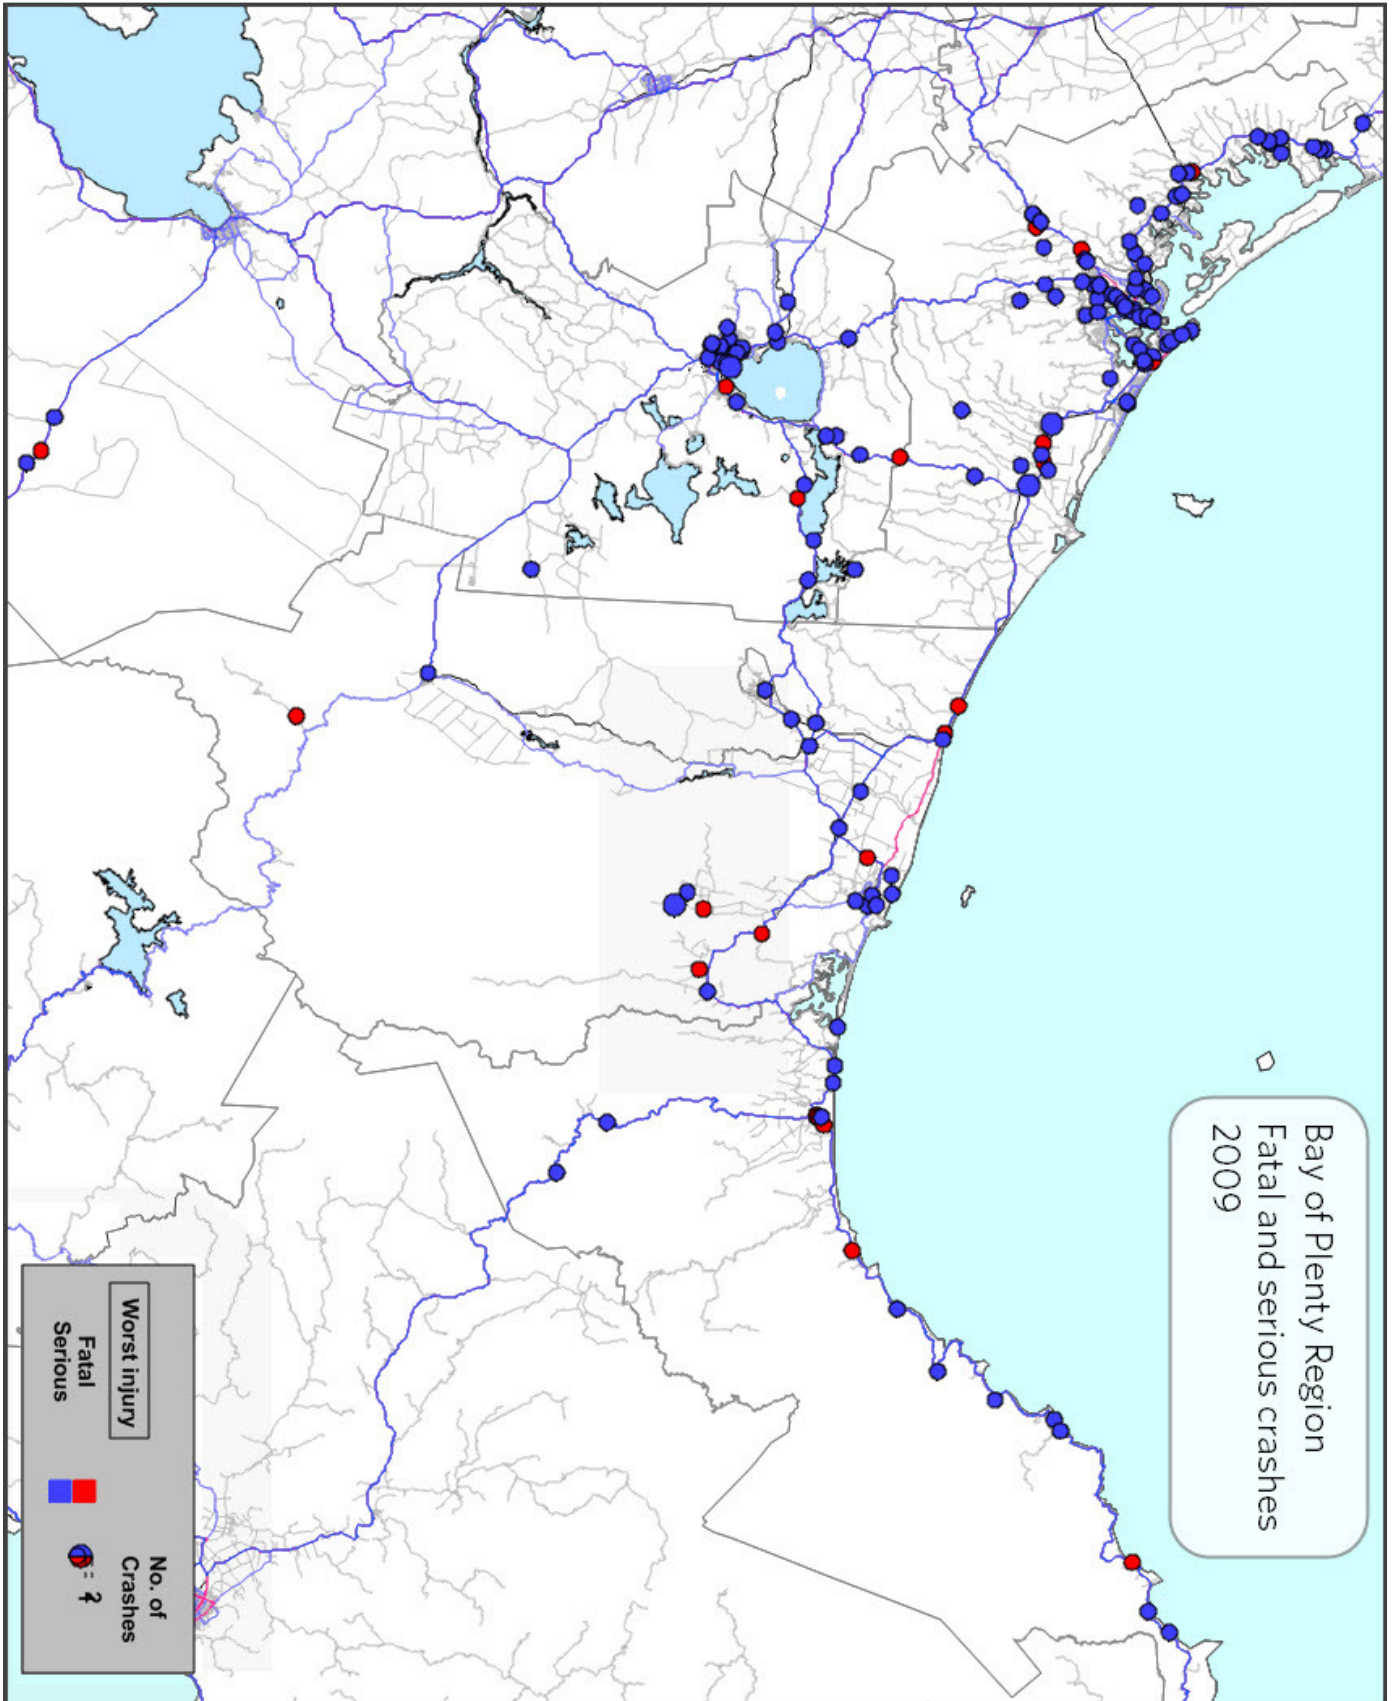 Bay of Plenty Region
Fatal and serious crashes
2009
Worst injury
Fatal
Serious
No. of
Crashes